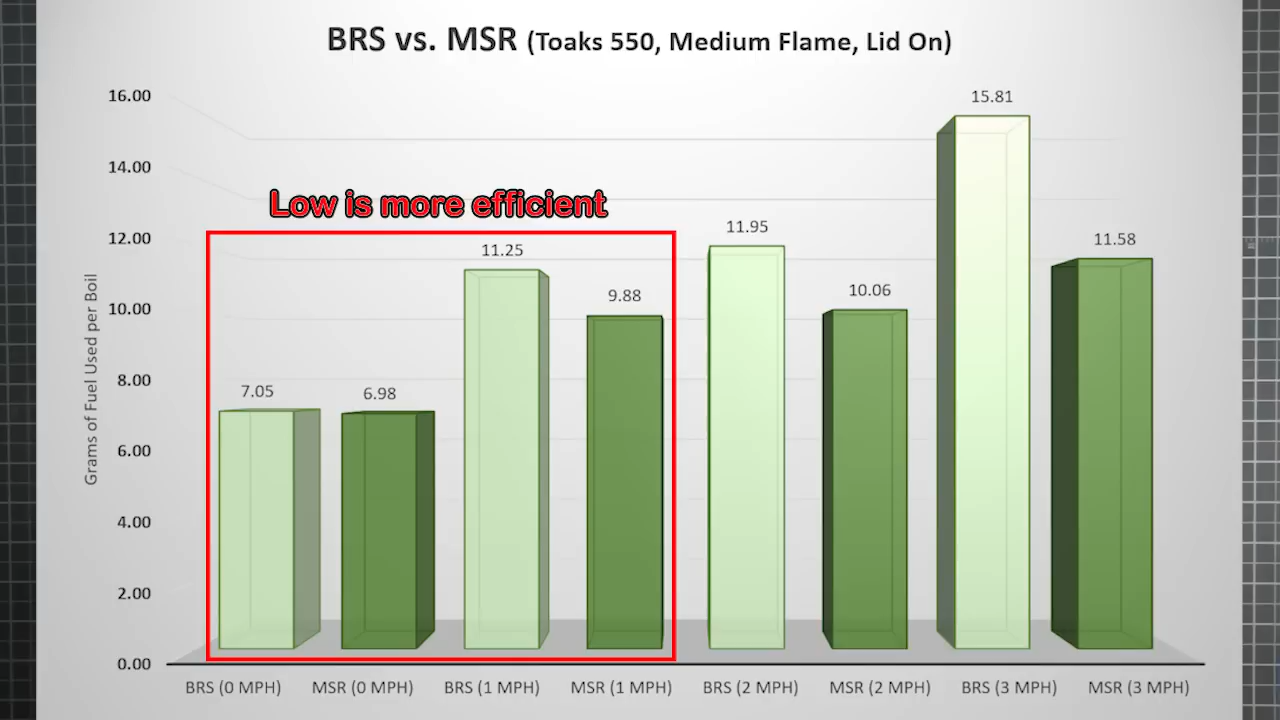 BRS vs. MSR (Toaks 550, Medium Flame, Lid On)
16.00
14.00
12.00
10.00
8.00
6.00
4.00
2.00
0.00
Grams of Fuel Used per Boil
Low is more efficient
7.05
6.98
11.25
9.88
11.95
10.06
15.81
11.58
BRS (0 MPH)
MSR (0 MPH)
BRS (1 MPH)
MSR (1 MPH)
BRS (2 MPH)
MSR (2 MPH)
BRS (3 MPH)
MSR (3 MPH)